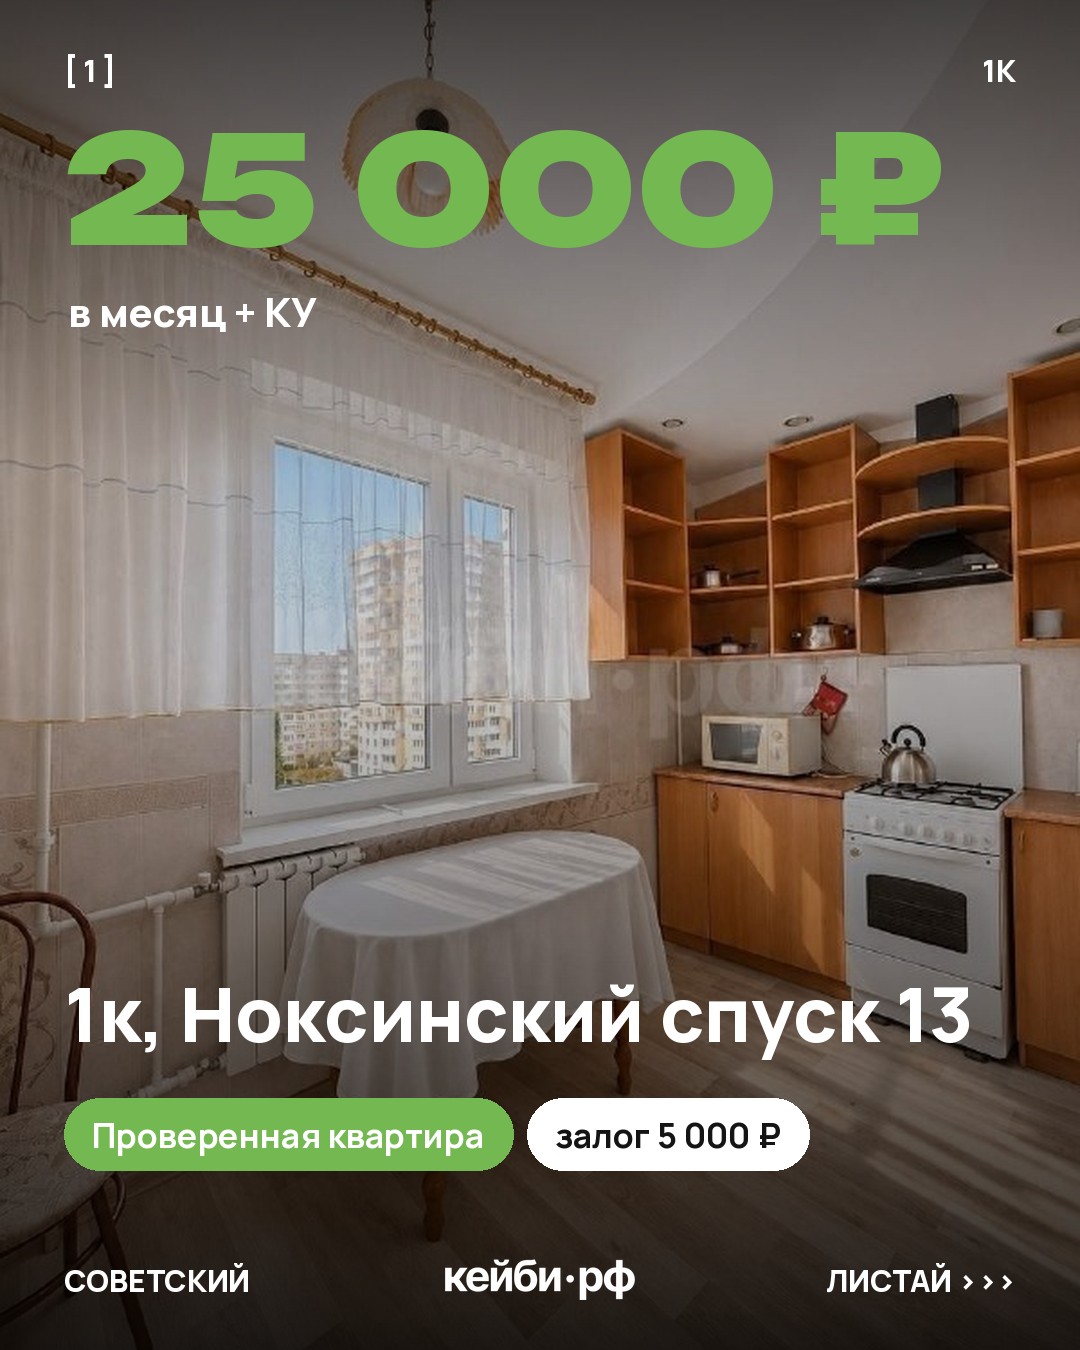 [ 1 ]
1К
25 000 ₽
в месяц + КУ
1к, Ноксинский спуск 13
Проверенная квартира
залог 5 000 ₽
СОВЕТСКИЙ
кейби·рф
ЛИСТАЙ >>>